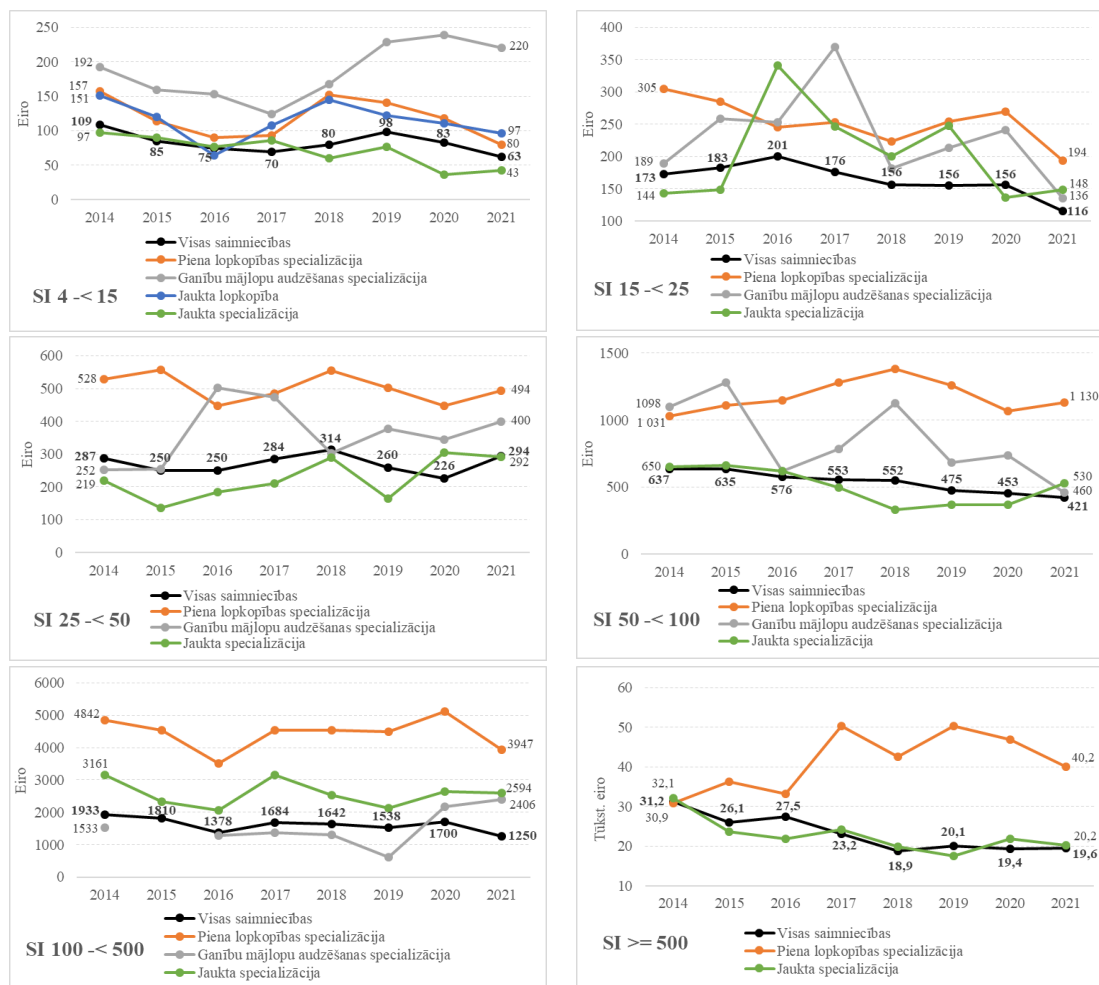 250
200
150
100
50
0
Eiro
192
157
151
109
97
85
75
70
80
98
83
220
97
80
63
43
2014 2015 2016 2017 2018 2019 2020 2021
Visas saimniecības
Piena lopkopības specializācija
Ganību mājlopu audzēšanas specializācija
Jaukta lopkopība
Jaukta specializācija
SI 4 -< 15
400
350
300
250
200
150
100
Eiro
305
189
173
144
183
201
176
156
156
156
194
148
136
116
2014 2015 2016 2017 2018 2019 2020 2021
Visas saimniecības
Piena lopkopības specializācija
Ganību mājlopu audzēšanas specializācija
Jaukta specializācija
SI 15 -< 25
600
500
400
300
200
100
0
Eiro
528
287
252
219
250
250
284
314
260
226
494
400
294
292
2014 2015 2016 2017 2018 2019 2020 2021
Visas saimniecības
Piena lopkopības specializācija
Ganību mājlopu audzēšanas specializācija
Jaukta specializācija
SI 25 -< 50
1500
1000
500
0
Eiro
1098
1 031
650
637
635
576
553
552
475
453
1 130
530
460
421
2014 2015 2016 2017 2018 2019 2020 2021
Visas saimniecības
Piena lopkopības specializācija
Ganību mājlopu audzēšanas specializācija
Jaukta specializācija
SI 50 -< 100
6000
5000
4000
3000
2000
1000
0
Eiro
4842
3161
1933
1533
1810
1378
1684
1642
1538
1700
3947
2594
2406
1250
2014 2015 2016 2017 2018 2019 2020 2021
Visas saimniecības
Piena lopkopības specializācija
Ganību mājlopu audzēšanas specializācija
Jaukta specializācija
SI 100 -< 500
60
50
40
30
20
10
Tūkst. eiro
32,1
31,2
30,9
26,1
27,5
23,2
18,9
20,1
19,4
40,2
20,2
19,6
2014 2015 2016 2017 2018 2019 2020 2021
Visas saimniecības
Piena lopkopības specializācija
Jaukta specializācija
SI >= 500